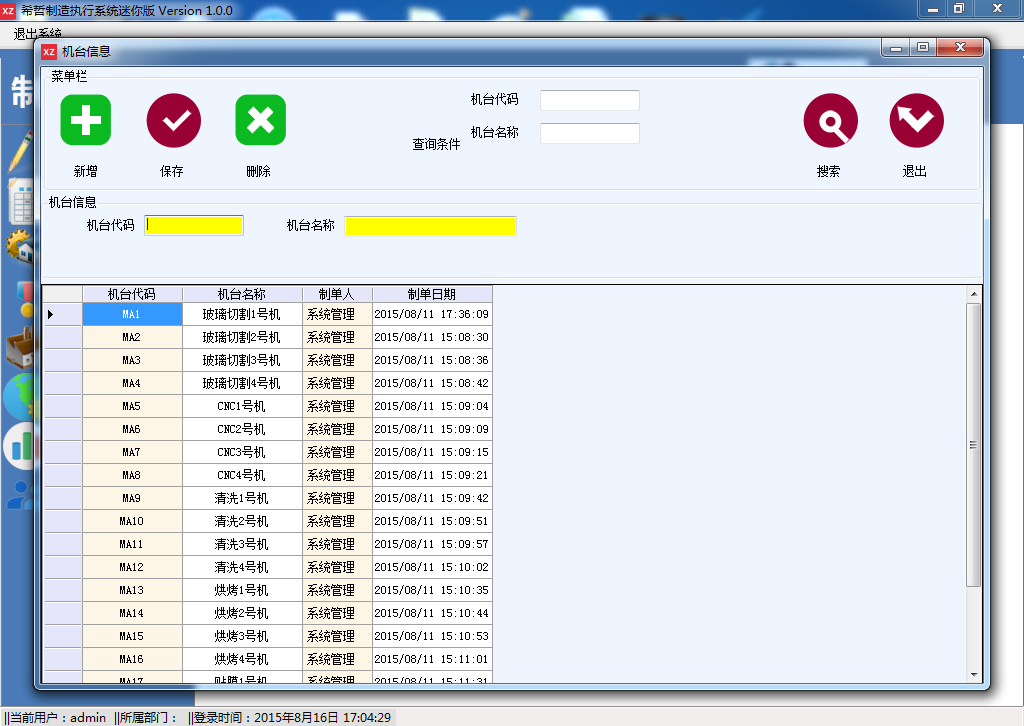 XZ 希哲制造执行系统迷你版 Version 1.0.0
退出系统
制
XZ 机台信息
菜单栏
新增 保存 删除
查询条件
机台代码
机台名称
搜索 退出
机台信息
机台代码 机台名称
机台代码 机台名称 制单人 制单日期
MA1 玻璃切割1号机 系统管理 2015/08/11 17:36:09
MA2 玻璃切割2号机 系统管理 2015/08/11 15:08:30
MA3 玻璃切割3号机 系统管理 2015/08/11 15:08:36
MA4 玻璃切割4号机 系统管理 2015/08/11 15:08:42
MA5 CNC1号机 系统管理 2015/08/11 15:09:04
MA6 CNC2号机 系统管理 2015/08/11 15:09:09
MA7 CNC3号机 系统管理 2015/08/11 15:09:15
MA8 CNC4号机 系统管理 2015/08/11 15:09:21
MA9 清洗1号机 系统管理 2015/08/11 15:09:42
MA10 清洗2号机 系统管理 2015/08/11 15:09:51
MA11 清洗3号机 系统管理 2015/08/11 15:09:57
MA12 清洗4号机 系统管理 2015/08/11 15:10:02
MA13 烘烤1号机 系统管理 2015/08/11 15:10:35
MA14 烘烤2号机 系统管理 2015/08/11 15:10:44
MA15 烘烤3号机 系统管理 2015/08/11 15:10:53
MA16 烘烤4号机 系统管理 2015/08/11 15:11:01
MA17 贴膜1号机 系统管理 2015/08/11 15:11:31
||当前用户：admin ||所属部门： ||登录时间：2015年8月16日 17:04:29